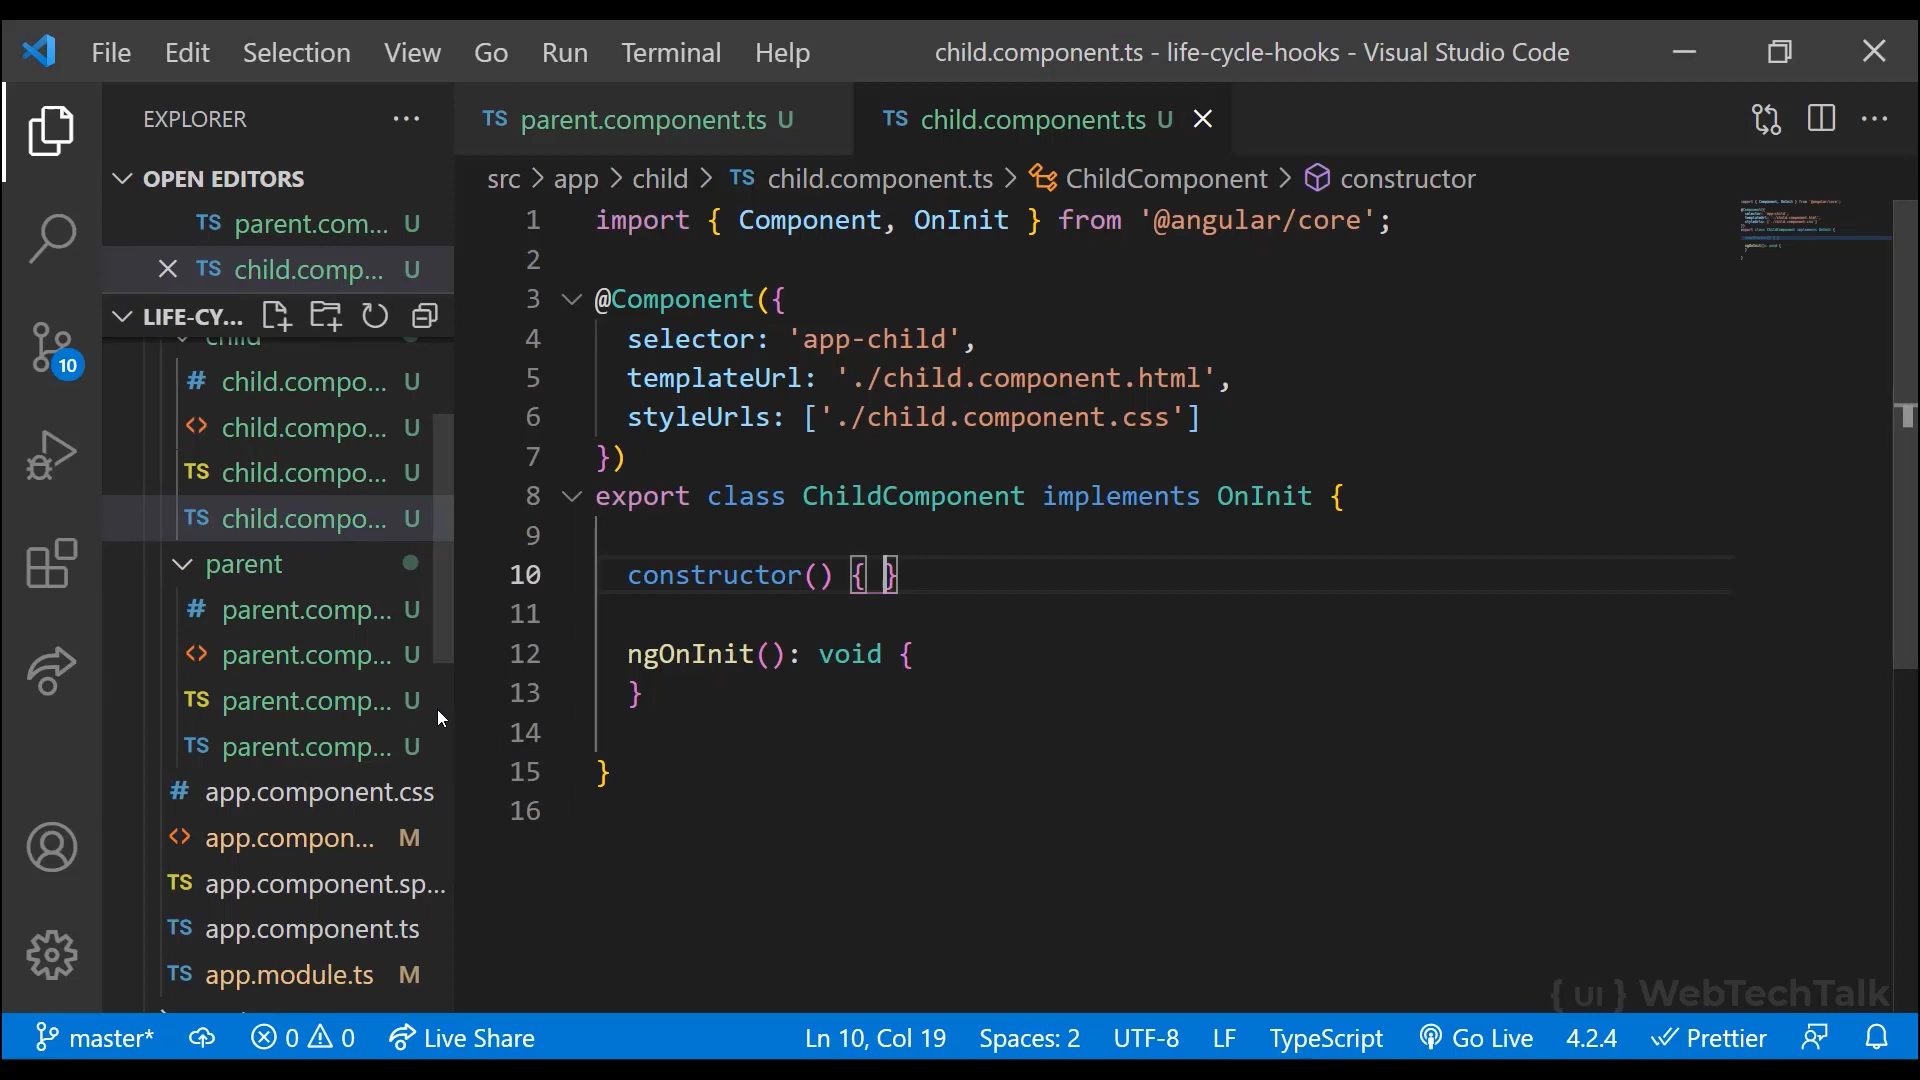 File Edit Selection View Go Run Terminal Help
child.component.ts - life-cycle-hooks - Visual Studio Code
EXPLORER
OPEN EDITORS
TS parent.com... U
TS child.comp... U
LIFE-CY...
child
# child.compo... U
<> child.compo... U
TS child.compo... U
TS child.compo... U
parent
# parent.comp... U
<> parent.comp... U
TS parent.comp... U
TS parent.comp... U
# app.component.css
<> app.compon... M
TS app.component.sp...
TS app.component.ts
TS app.module.ts M
10
TS parent.component.ts U
TS child.component.ts U
src > app > child > TS child.component.ts > ChildComponent > constructor
1 import { Component, OnInit } from '@angular/core';
2
3 @Component({
4 selector: 'app-child',
5 templateUrl: './child.component.html',
6 styleUrls: ['./child.component.css']
7 })
8 export class ChildComponent implements OnInit {
9
10 constructor() { }
11
12 ngOnInit(): void {
13 }
14
15 }
16
{ UI } WebTechTalk
master* 0 0 Live Share
Ln 10, Col 19 Spaces: 2 UTF-8 LF TypeScript Go Live 4.2.4 Prettier